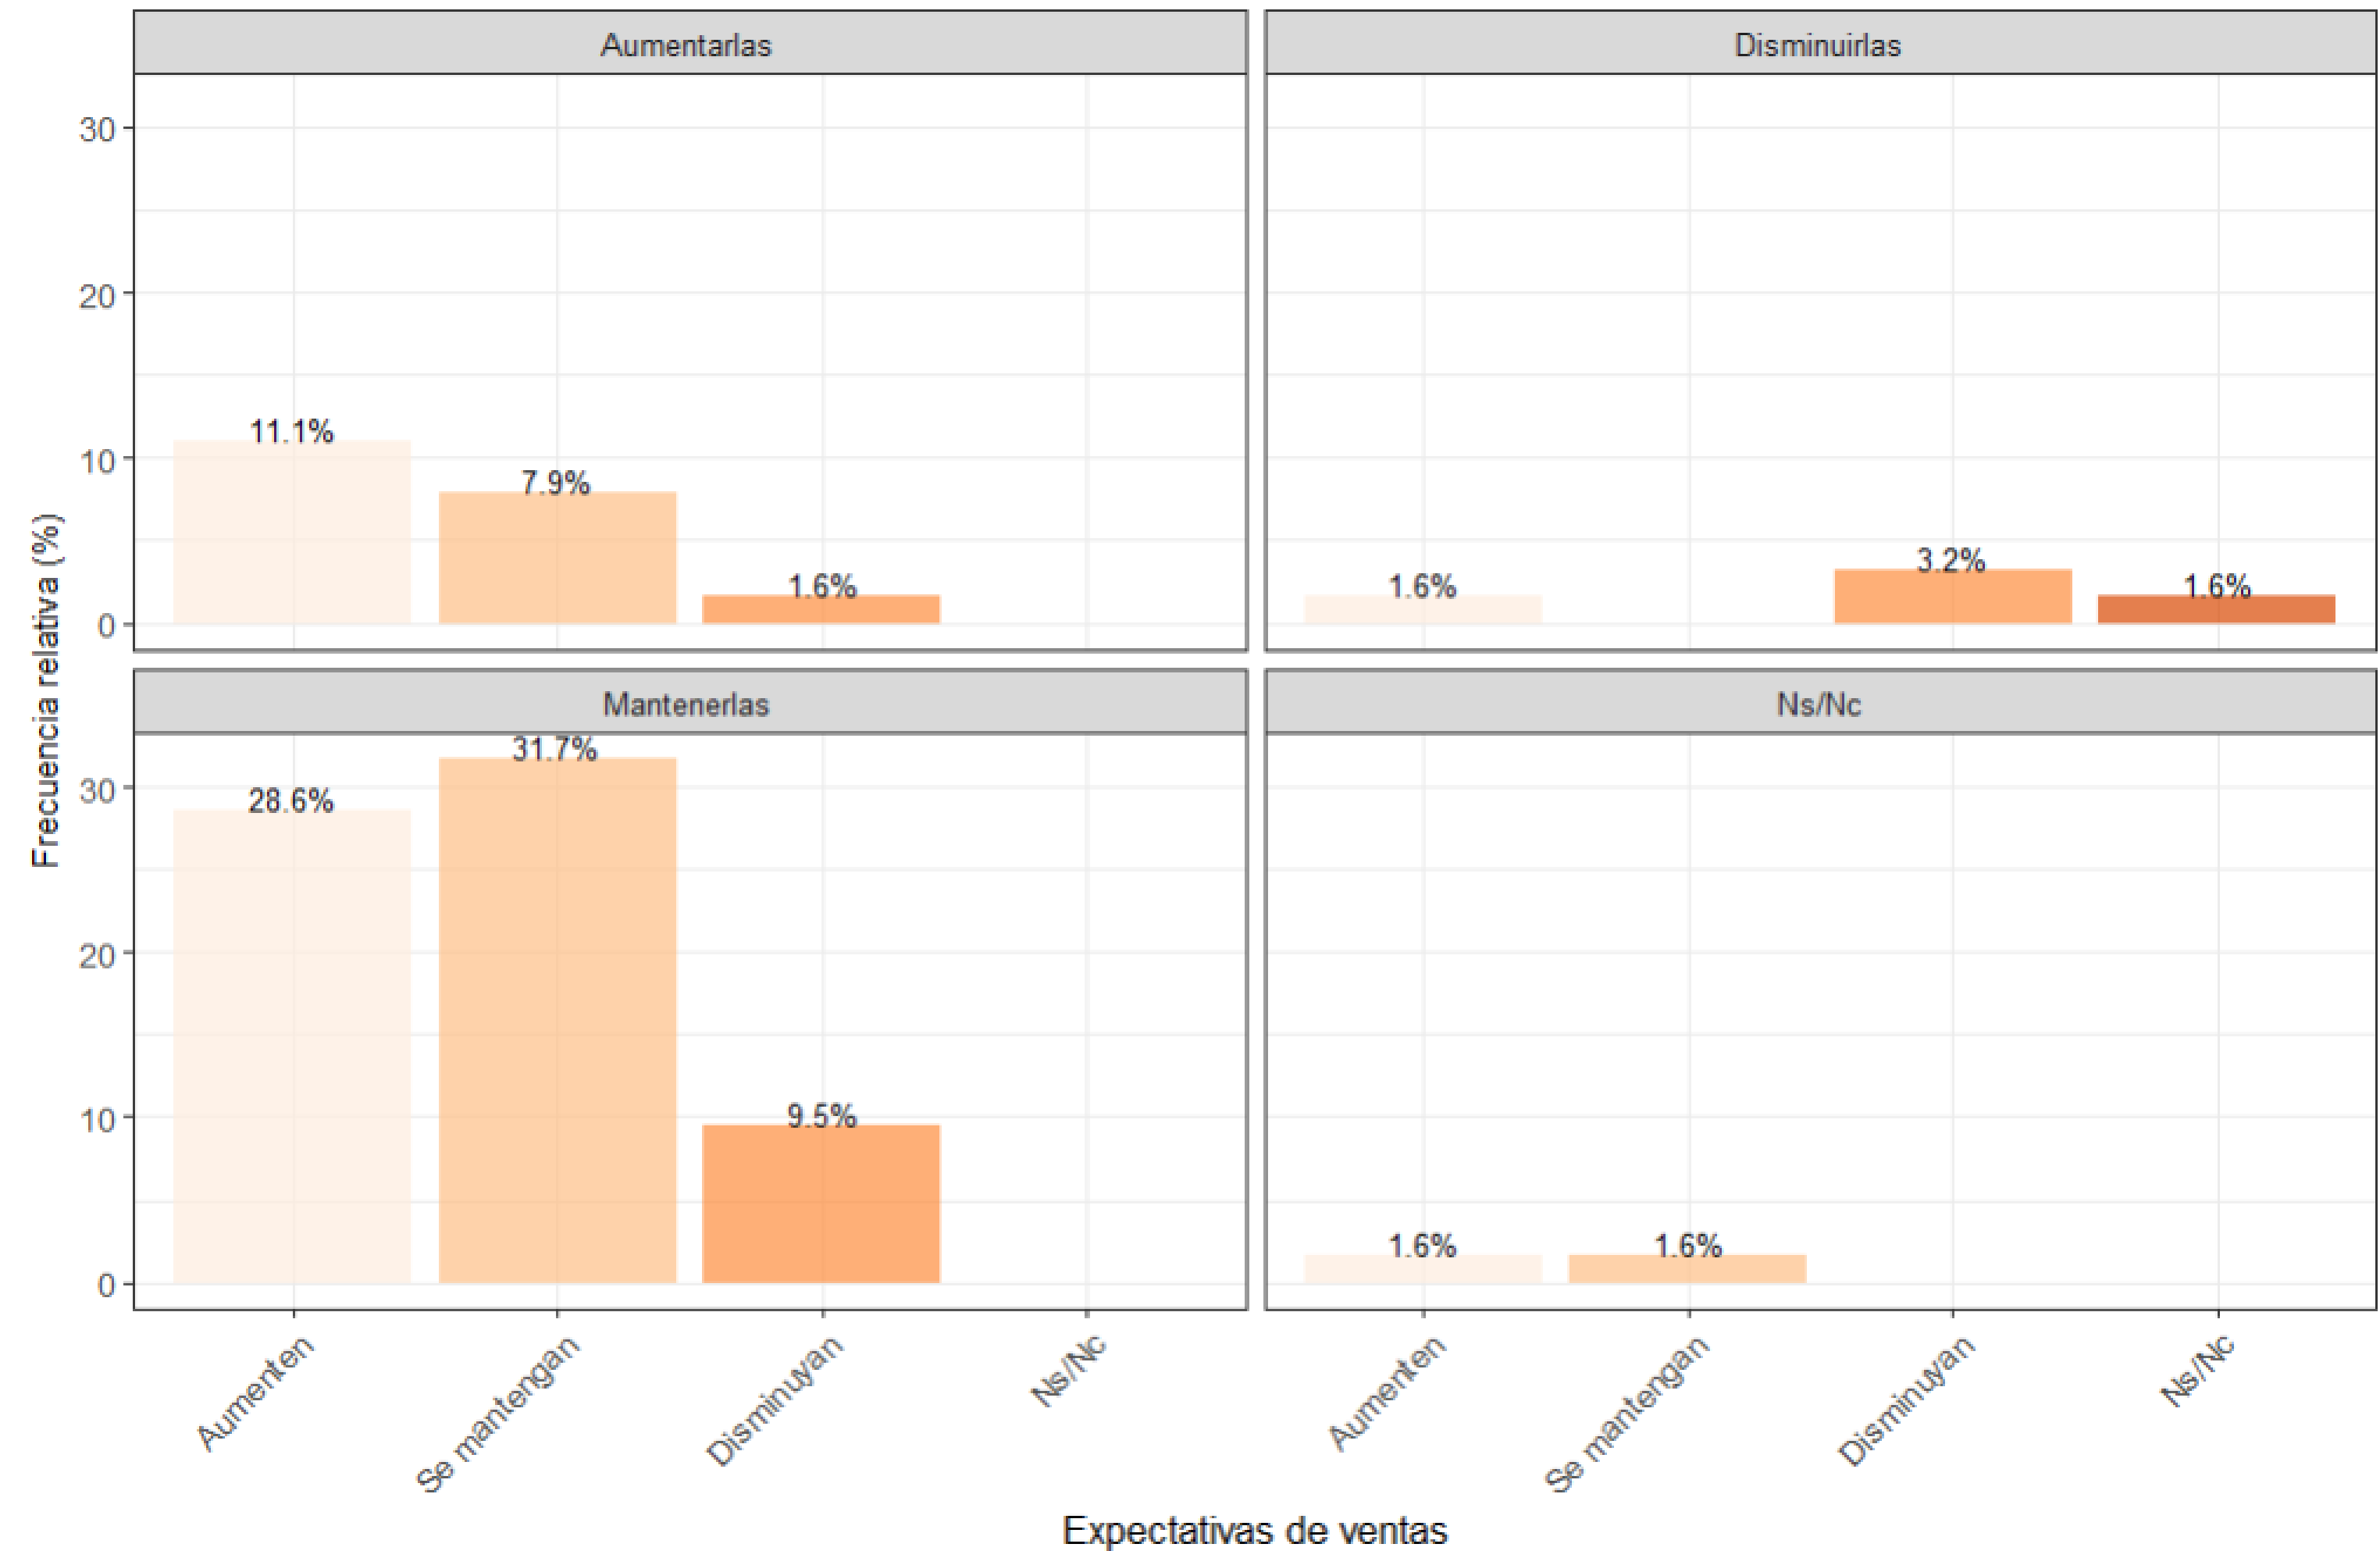 Aumentarlas
Disminuirlas
30
20
10
0
11.1%
7.9%
1.6%
1.6%
3.2%
1.6%
Frecuencia relativa (%)
Mantenerlas
Ns/Nc
30
20
10
0
28.6%
31.7%
9.5%
1.6%
1.6%
Aumenten
Se mantengan
Disminuyan
Ns/Nc
Aumenten
Se mantengan
Disminuyan
Ns/Nc
Expectativas de ventas